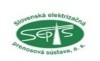 Slovenská elektrizačná
SEPS
prenosová sústava, a. s.